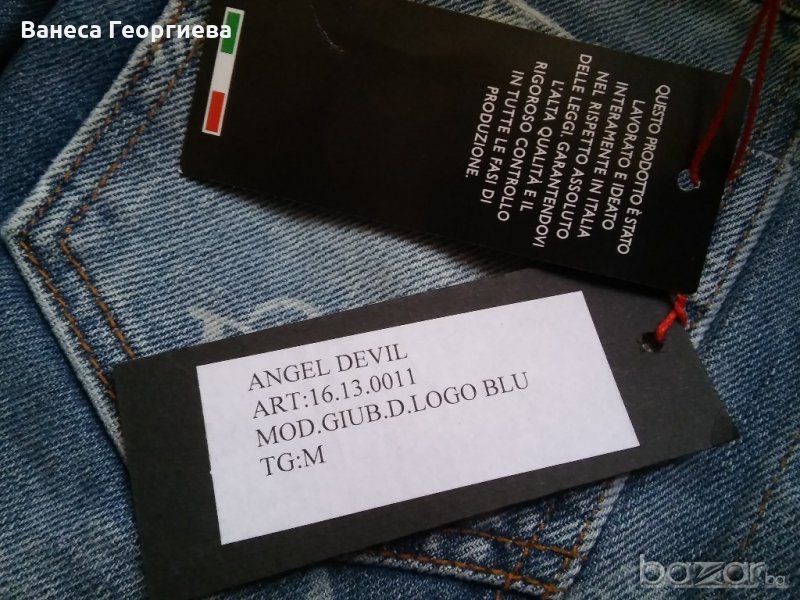 Ванеса Георгиева
QUESTO PRODOTTO È STATO
LAVORATO E IDEATO
INTERAMENTE IN ITALIA
NEL RISPETTO ASSOLUTO
DELLE LEGGI. GARANTENDOVI
L'ALTA QUALITÀ E IL
RIGOROSO CONTROLLO
IN TUTTE LE FASI DI
PRODUZIONE.
ANGEL DEVIL
ART:16.13.0011
MOD.GIUB.D.LOGO BLU
TG:M
bazar.bg